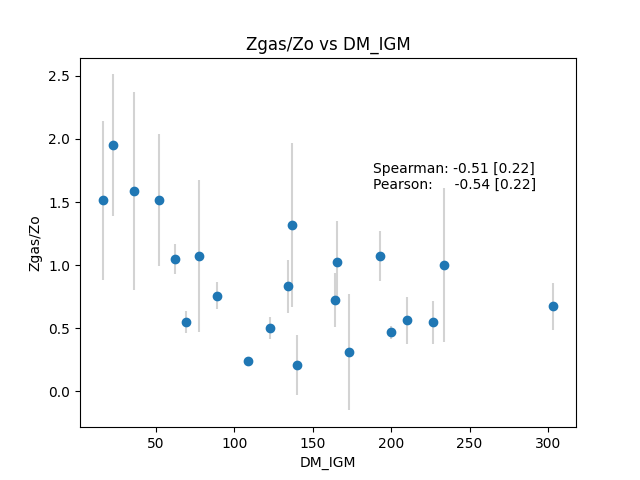 Zgas/Zo vs DM_IGM
2.5
2.0
1.5
1.0
0.5
0.0
Zgas/Zo
Spearman: -0.51 [0.22]
Pearson: -0.54 [0.22]
50 100 150 200 250 300
DM_IGM